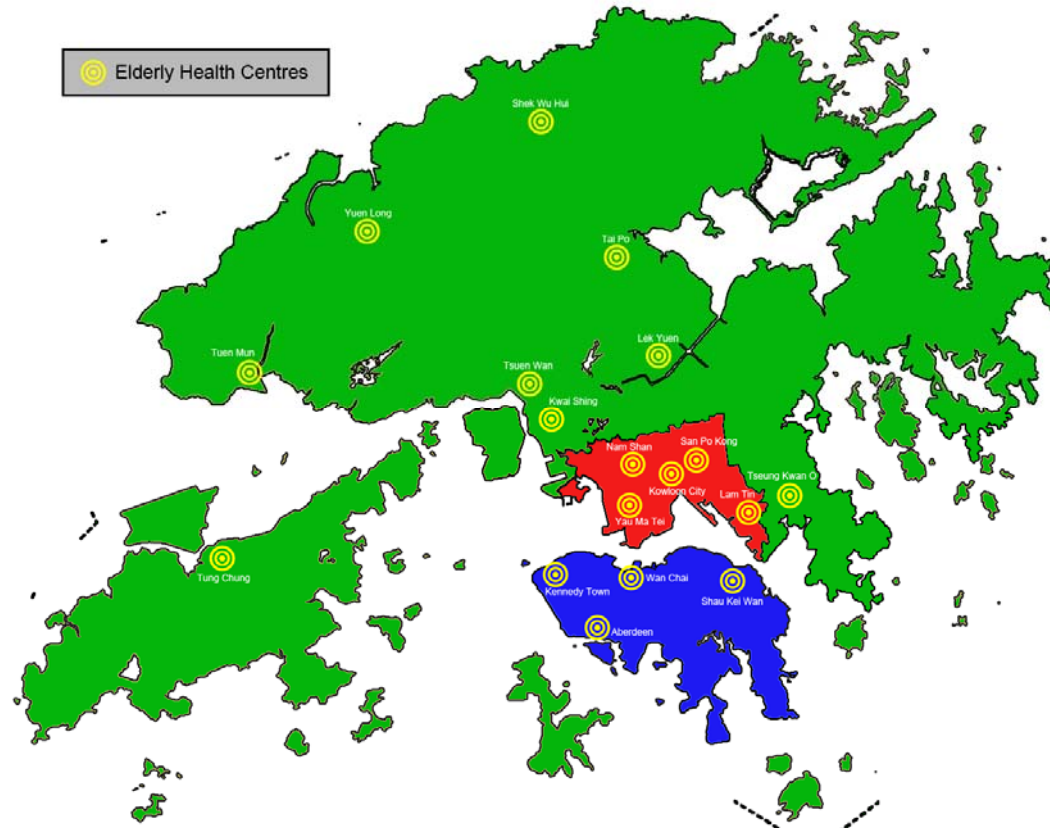 Elderly Health Centres
Shek Wu Hui
Yuen Long
Tai Po
Lek Yuen
Tuen Mun
Tsuen Wan
Kwai Shing
Nam Shan
San Po Kong
Kowloon City
Lam Tin
Tseung Kwan O
Yau Ma Tei
Tung Chung
Kennedy Town
Wan Chai
Shau Kei Wan
Aberdeen